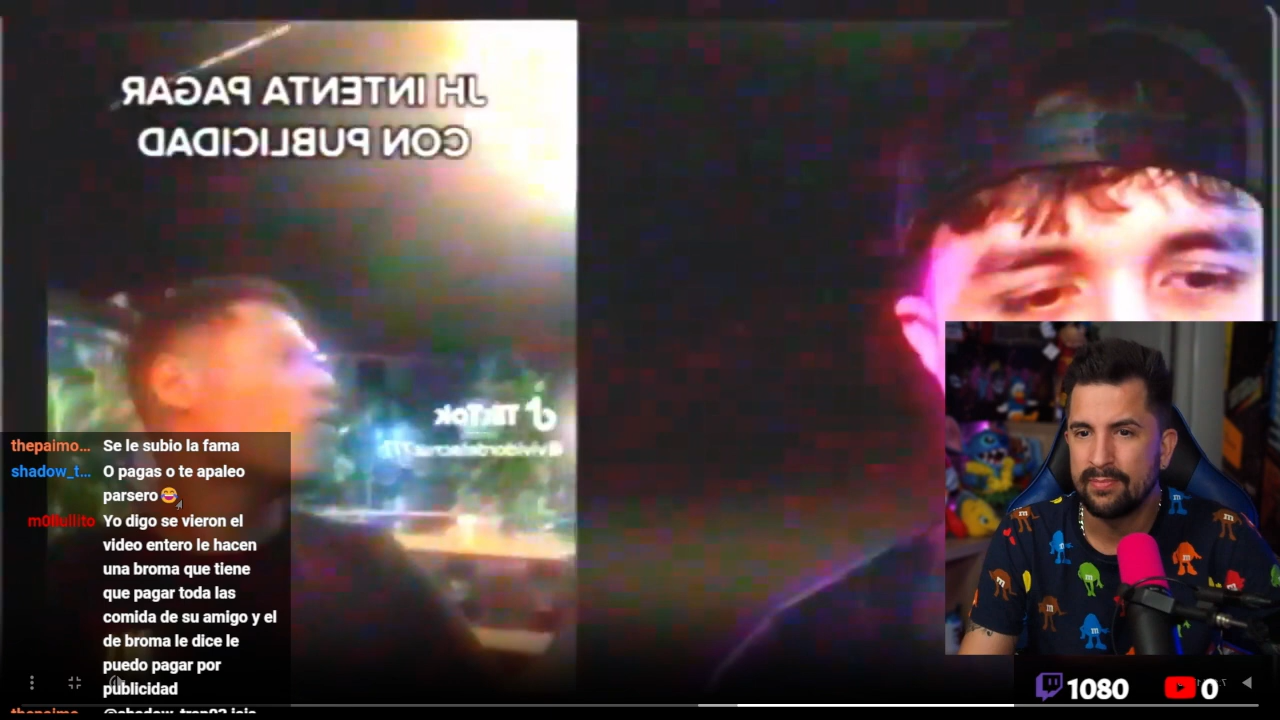 JH INTENTA PAGAR
CON PUBLICIDAD
TikTok
thepaimo... Se le subio la fama
shadow_t... O pagas o te apaleo
parsero 😂
Yo digo se vieron el
video entero le hacen
una broma que tiene
que pagar toda las
comida de su amigo y el
de broma le dice le
puedo pagar por
publicidad
1080
0